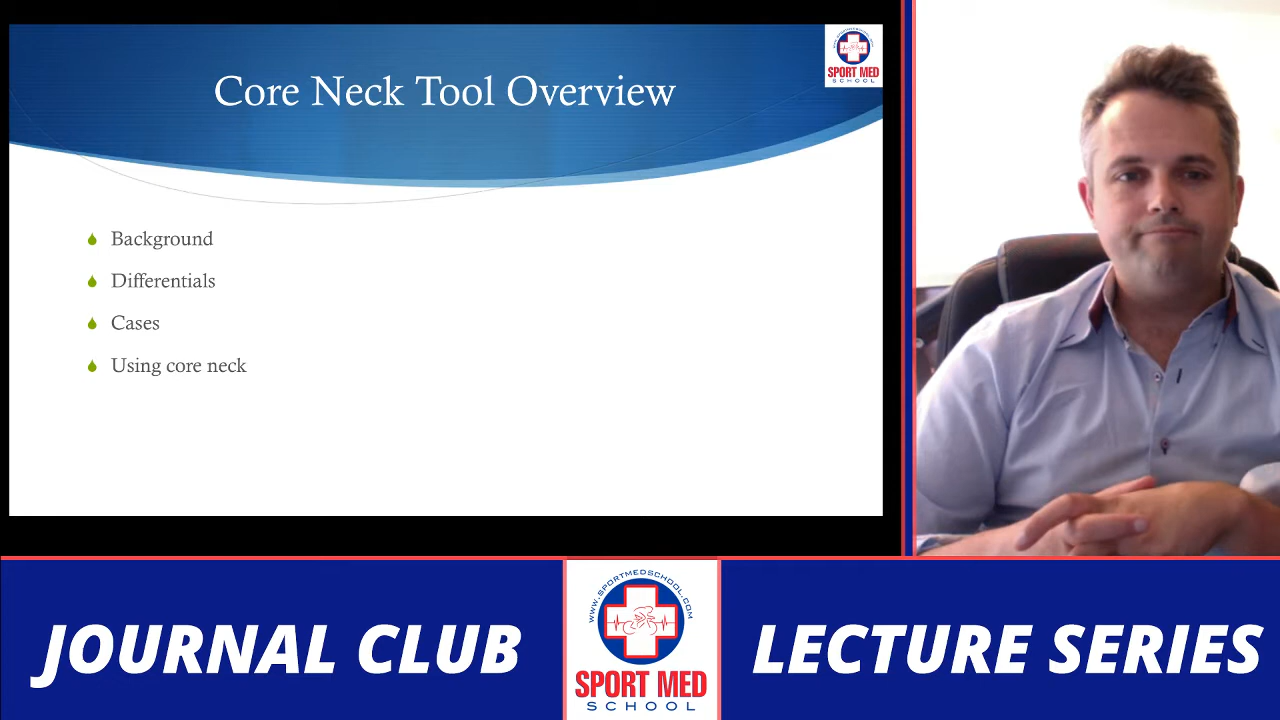 Core Neck Tool Overview
SPORT MED
SCHOOL
Background
Differentials
Cases
Using core neck
JOURNAL CLUB
WWW.SPORTMEDSCHOOL.COM
SPORT MED
SCHOOL
LECTURE SERIES